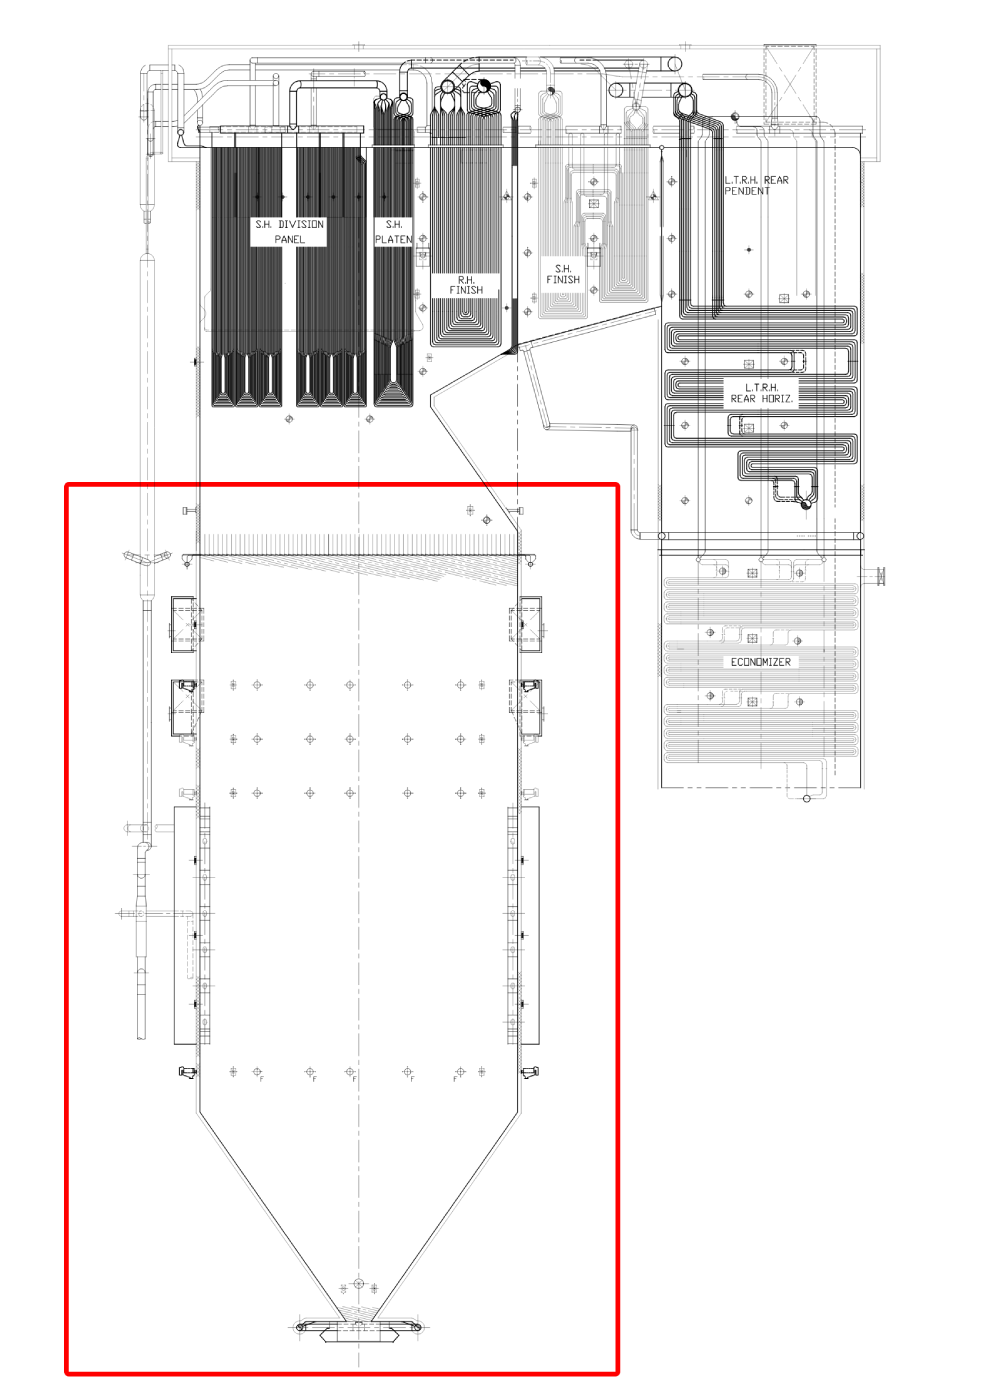 L.T.R.H. REAR
PENDENT
S.H. DIVISION
PANEL
S.H.
PLATEN
R.H.
FINISH
S.H.
FINISH
L.T.R.H.
REAR HORIZ.
ECONOMIZER
F F F F F